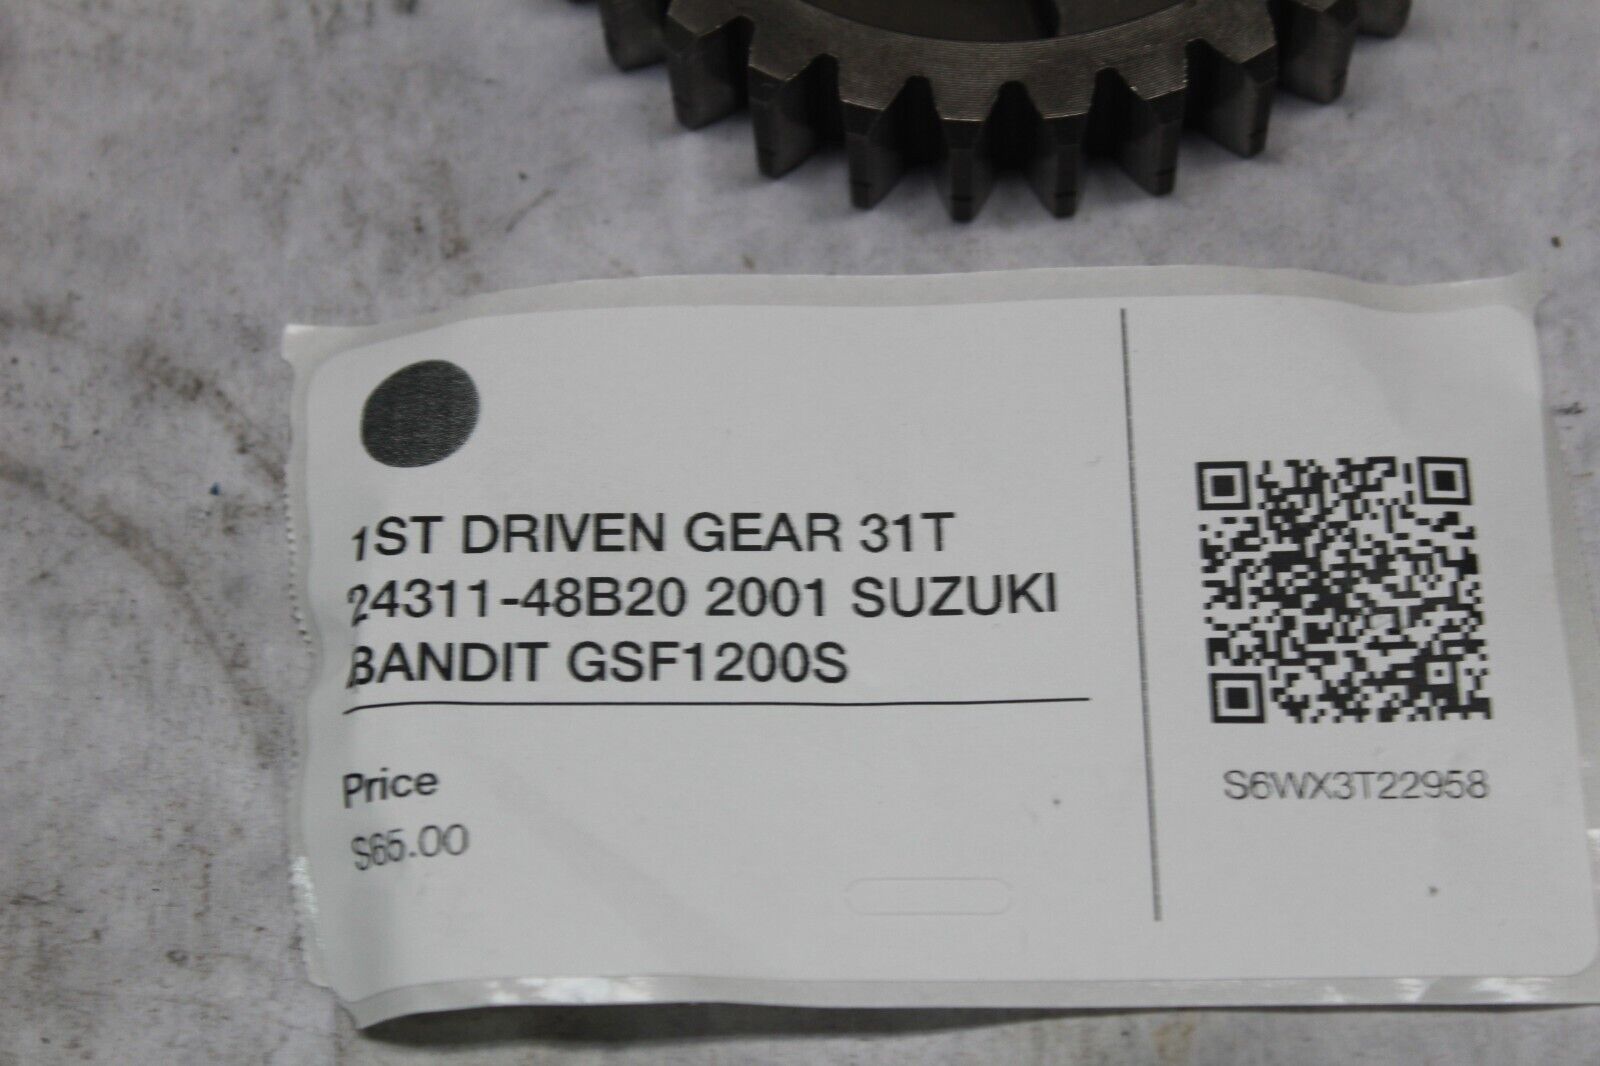 1ST DRIVEN GEAR 31T
24311-48B20 2001 SUZUKI
BANDIT GSF1200S
Price
$65.00
S6WX3T22958